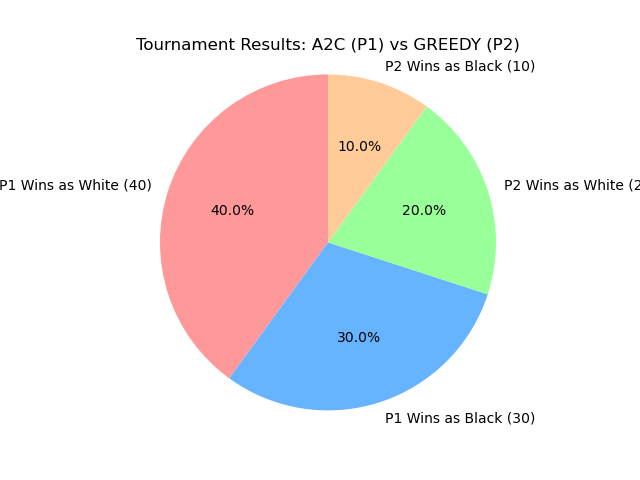 Tournament Results: A2C (P1) vs GREEDY (P2)
P2 Wins as Black (10)
10.0%
P1 Wins as White (40)
40.0%
20.0%
P2 Wins as White (2
30.0%
P1 Wins as Black (30)